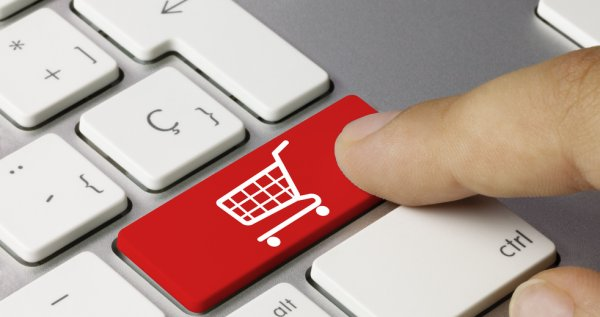 * + ]
Ç }
¨ ´ {
alt
ctrl